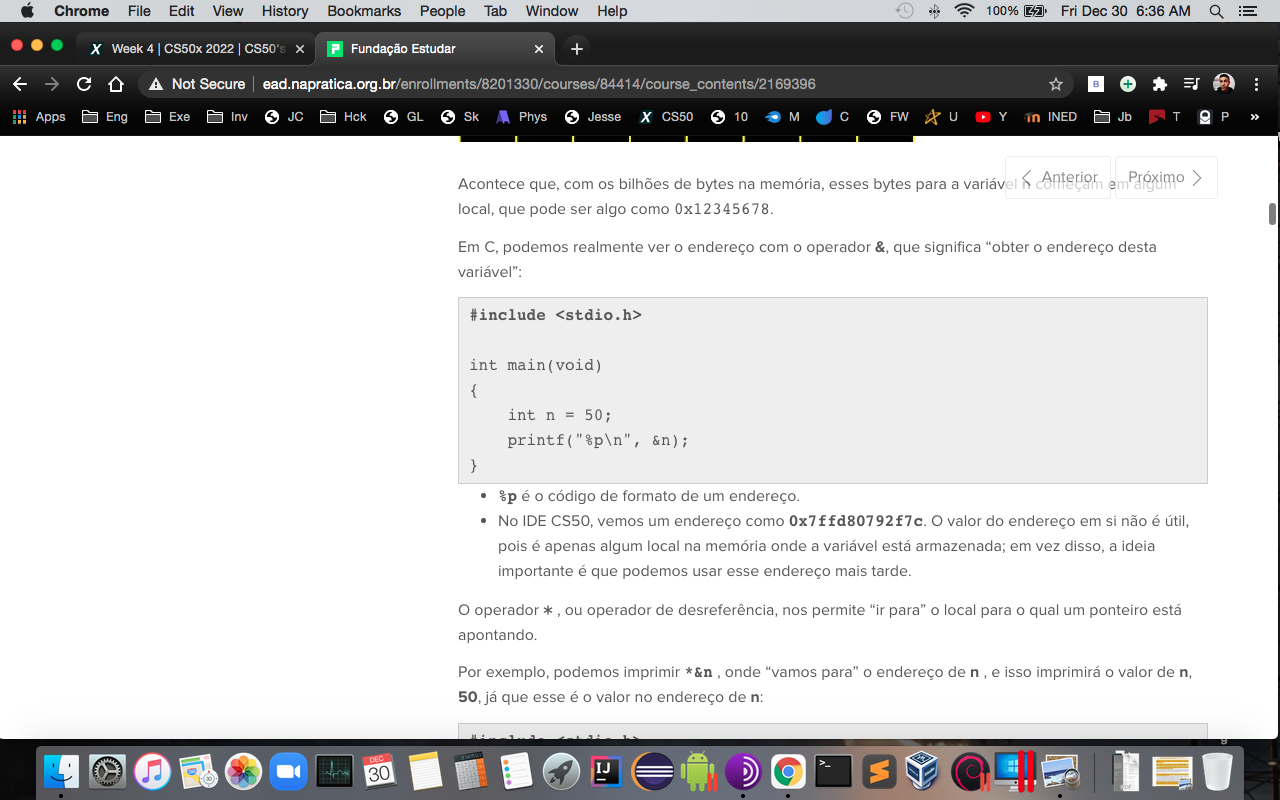 Chrome File Edit View History Bookmarks People Tab Window Help 100% Fri Dec 30 6:36 AM
Week 4 | CS50x 2022 | CS50's Fundação Estudar
Not Secure ead.napratica.org.br/enrollments/8201330/courses/84414/course_contents/2169396
Apps Eng Exe Inv JC Hck GL Sk Phys Jesse CS50 10 M C FW U Y INED Jb T P »
Anterior Próximo
Acontece que, com os bilhões de bytes na memória, esses bytes para a variável n começam em algum
local, que pode ser algo como 0x12345678.
Em C, podemos realmente ver o endereço com o operador &, que significa “obter o endereço desta
variável”:
#include <stdio.h>
int main(void)
{
    int n = 50;
    printf("%p\n", &n);
}
• %p é o código de formato de um endereço.
• No IDE CS50, vemos um endereço como 0x7ffd80792f7c. O valor do endereço em si não é útil,
pois é apenas algum local na memória onde a variável está armazenada; em vez disso, a ideia
importante é que podemos usar esse endereço mais tarde.
O operador * , ou operador de desreferência, nos permite “ir para” o local para o qual um ponteiro está
apontando.
Por exemplo, podemos imprimir *&n , onde “vamos para” o endereço de n , e isso imprimirá o valor de n,
50, já que esse é o valor no endereço de n:
#include <stdio.h>
DEC
30
IJ